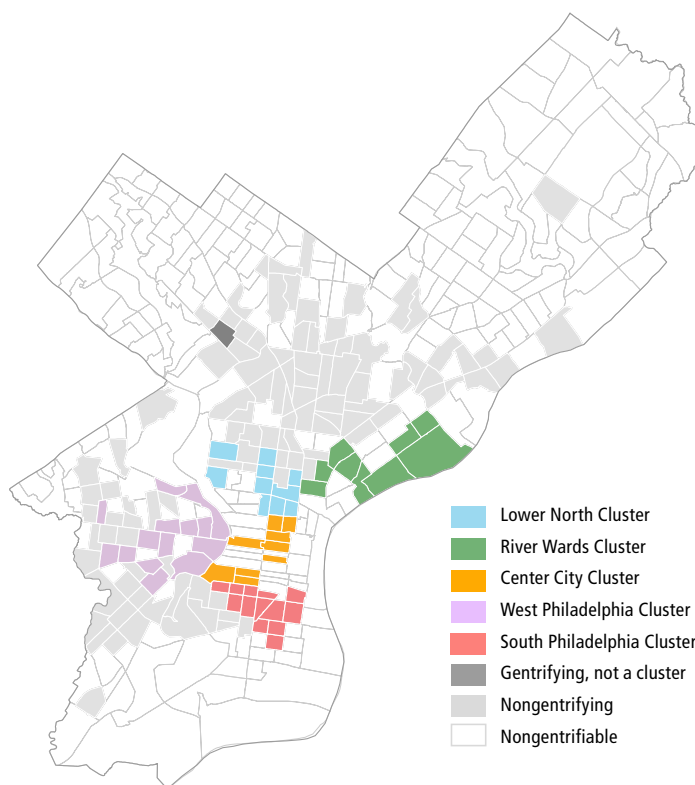 Lower North Cluster
River Wards Cluster
Center City Cluster
West Philadelphia Cluster
South Philadelphia Cluster
Gentrifying, not a cluster
Nongentrifying
Nongentrifiable